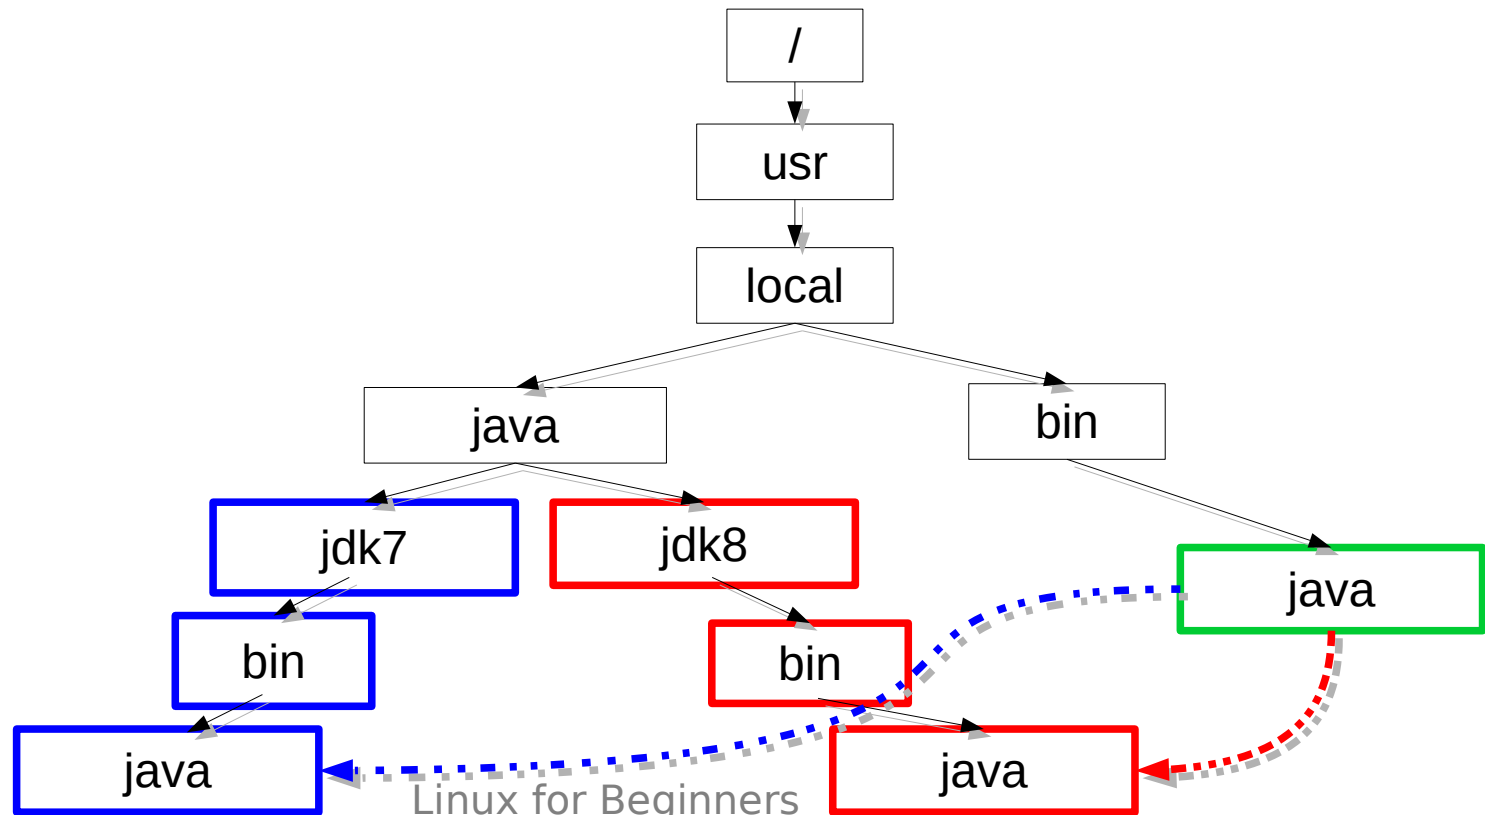 /
usr
local
java
bin
jdk7
jdk8
java
bin
bin
java
java
Linux for Beginners